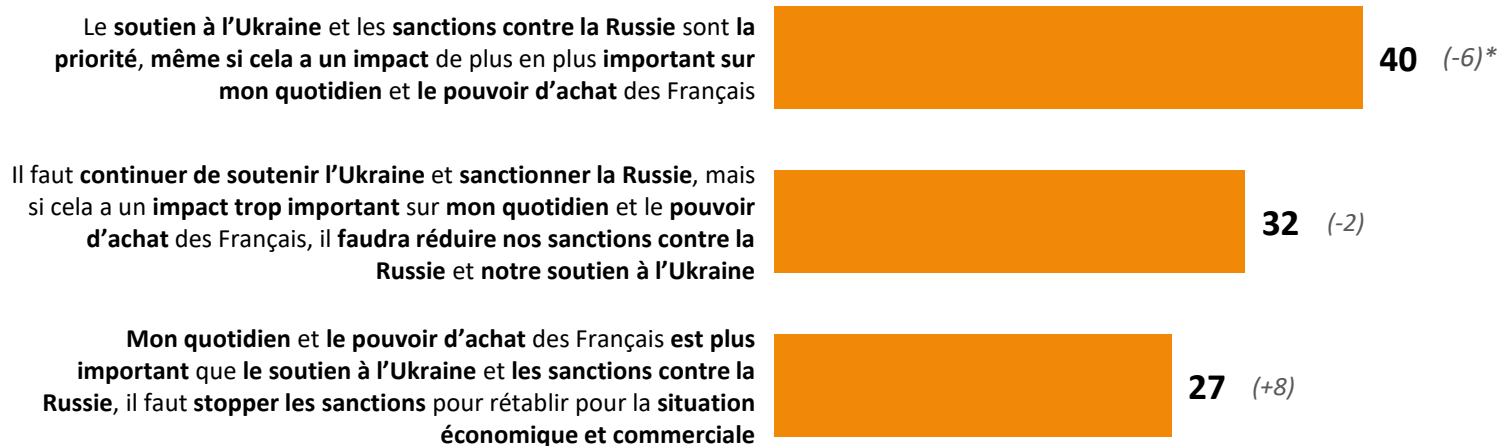 Le soutien à l’Ukraine et les sanctions contre la Russie sont la
priorité, même si cela a un impact de plus en plus important sur
mon quotidien et le pouvoir d’achat des Français
40 (-6)*
Il faut continuer de soutenir l’Ukraine et sanctionner la Russie, mais
si cela a un impact trop important sur mon quotidien et le pouvoir
d’achat des Français, il faudra réduire nos sanctions contre la
Russie et notre soutien à l’Ukraine
32 (-2)
Mon quotidien et le pouvoir d’achat des Français est plus
important que le soutien à l’Ukraine et les sanctions contre la
Russie, il faut stopper les sanctions pour rétablir pour la situation
économique et commerciale
27 (+8)